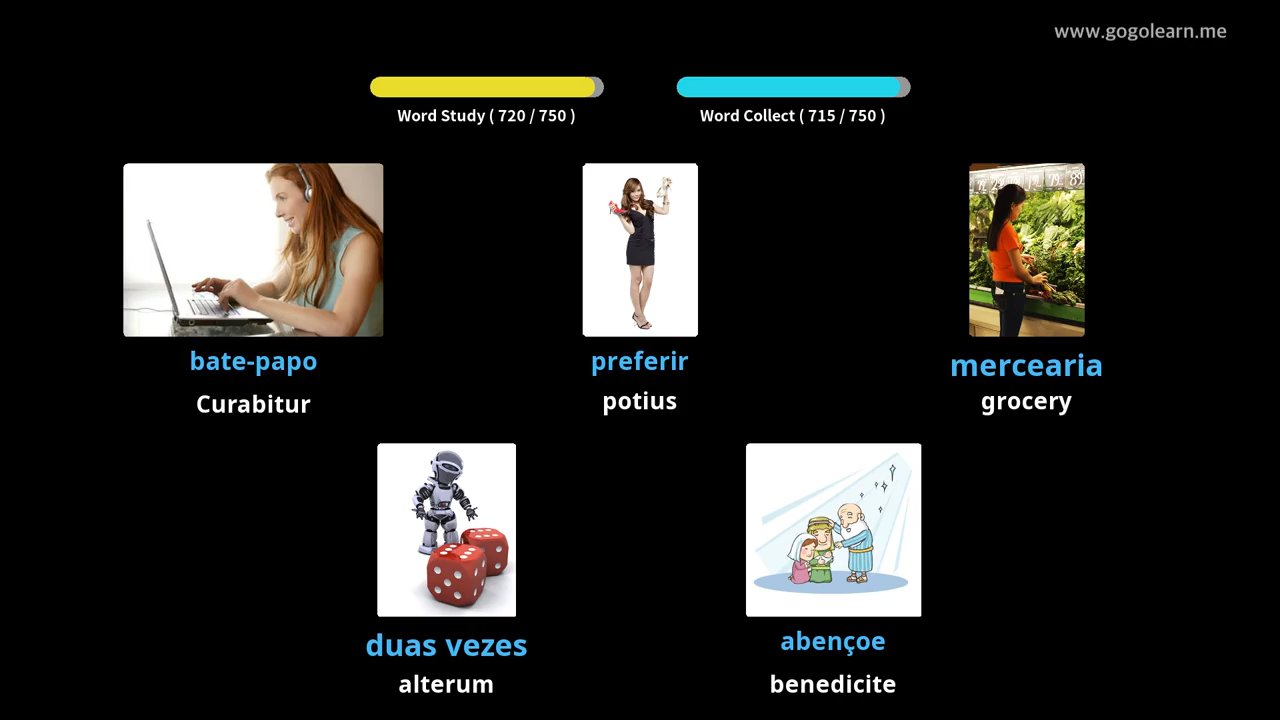 www.gogolearn.me
Word Study ( 720 / 750 )
Word Collect ( 715 / 750 )
bate-papo
Curabitur
preferir
potius
mercearia
grocery
duas vezes
alterum
abençoe
benedicite